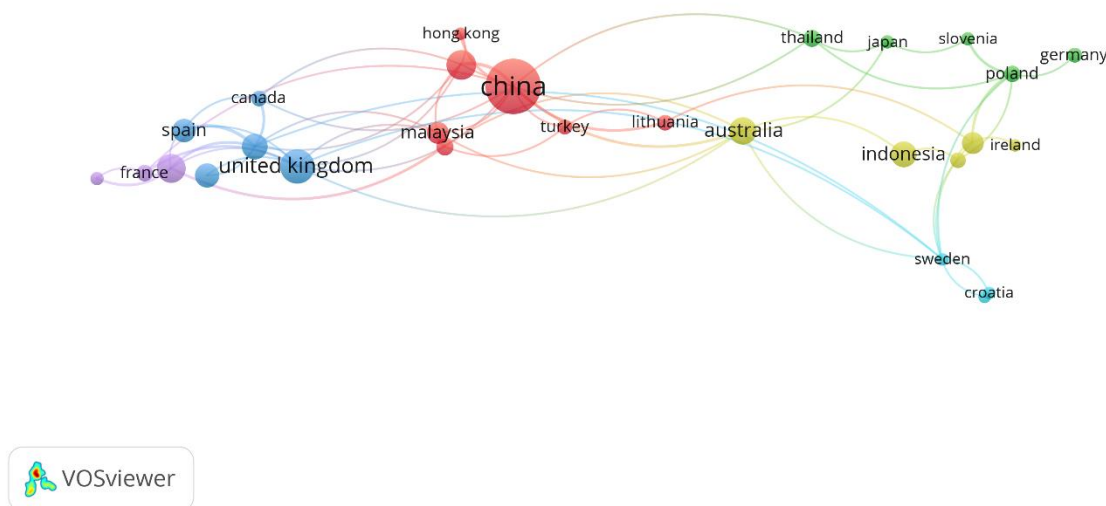 hong kong
thailand
japan
slovenia
germany
poland
china
canada
spain
malaysia
turkey
lithuania
australia
ireland
indonesia
france
united kingdom
sweden
croatia
VOSviewer